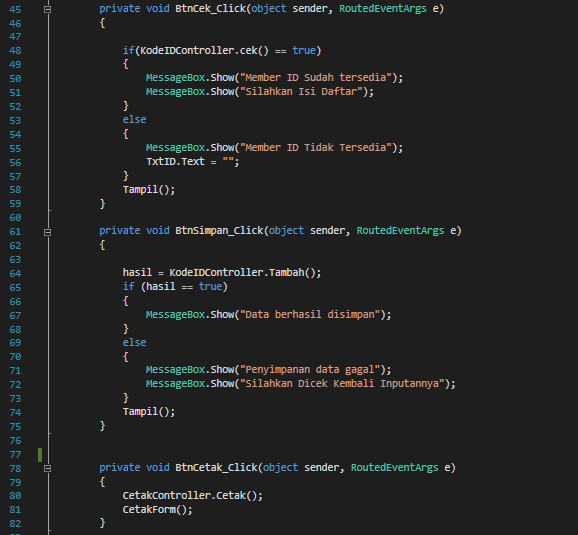 45 private void BtnCek_Click(object sender, RoutedEventArgs e)
46 {
47
48 if(KodeIDController.cek() == true)
49 {
50 MessageBox.Show("Member ID Sudah tersedia");
51 MessageBox.Show("Silahkan Isi Daftar");
52 }
53 else
54 {
55 MessageBox.Show("Member ID Tidak Tersedia");
56 TxtID.Text = "";
57 }
58 Tampil();
59 }
60
61 private void BtnSimpan_Click(object sender, RoutedEventArgs e)
62 {
63
64 hasil = KodeIDController.Tambah();
65 if (hasil == true)
66 {
67 MessageBox.Show("Data berhasil disimpan");
68 }
69 else
70 {
71 MessageBox.Show("Penyimpanan data gagal");
72 MessageBox.Show("Silahkan Dicek Kembali Inputannya");
73 }
74 Tampil();
75 }
76
77
78 private void BtnCetak_Click(object sender, RoutedEventArgs e)
79 {
80 CetakController.Cetak();
81 CetakForm();
82 }